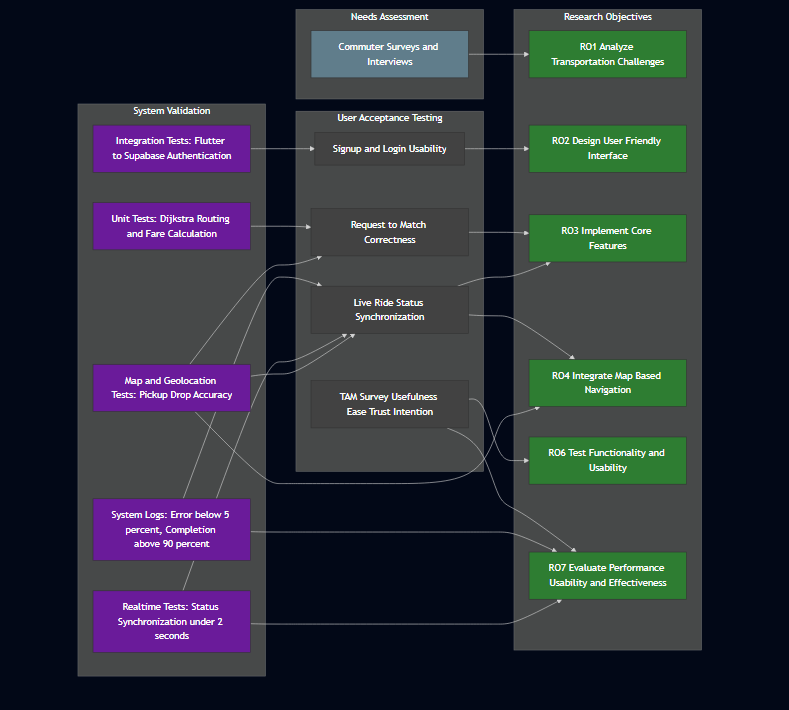 Needs Assessment
Commuter Surveys and
Interviews
Research Objectives
RO1 Analyze
Transportation Challenges
System Validation
Integration Tests: Flutter
to Supabase Authentication
User Acceptance Testing
Signup and Login Usability
RO2 Design User Friendly
Interface
Unit Tests: Dijkstra Routing
and Fare Calculation
Request to Match
Correctness
RO3 Implement Core
Features
Live Ride Status
Synchronization
Map and Geolocation
Tests: Pickup Drop Accuracy
TAM Survey Usefulness
Ease Trust Intention
RO4 Integrate Map Based
Navigation
RO6 Test Functionality and
Usability
System Logs: Error below 5
percent, Completion
above 90 percent
RO7 Evaluate Performance
Usability and Effectiveness
Realtime Tests: Status
Synchronization under 2
seconds